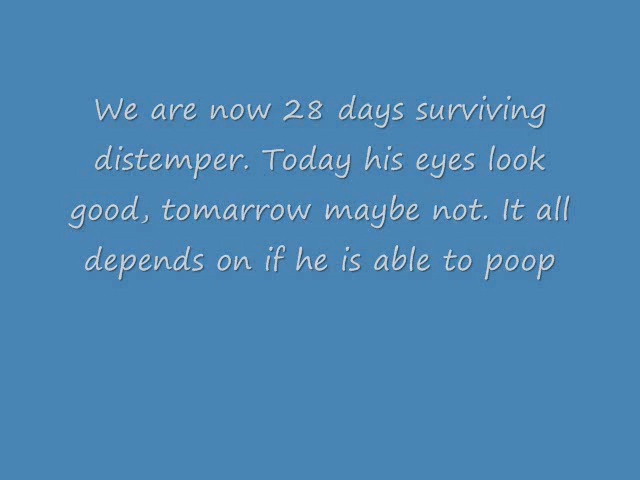 We are now 28 days surviving
distemper. Today his eyes look
good, tomarrow maybe not. It all
depends on if he is able to poop